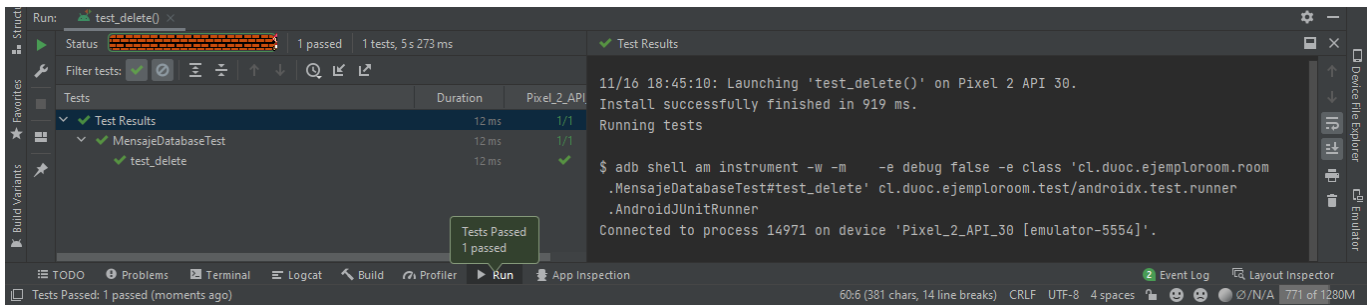 Structu
Run:
test_delete()
Status
1 passed
1 tests, 5 s 273 ms
Filter tests:
Tests
Duration
Pixel_2_API_
Test Results
12 ms
1/1
MensajeDatabaseTest
12 ms
1/1
test_delete
12 ms
Favorites
Build Variants
Test Results
11/16 18:45:10: Launching 'test_delete()' on Pixel 2 API 30.
Install successfully finished in 919 ms.
Running tests
$ adb shell am instrument -w -m    -e debug false -e class 'cl.duoc.ejemploroom.room
.MensajeDatabaseTest#test_delete' cl.duoc.ejemploroom.test/androidx.test.runner
.AndroidJUnitRunner
Connected to process 14971 on device 'Pixel_2_API_30 [emulator-5554]'.
Device File Explorer
Emulator
Tests Passed
1 passed
TODO
Problems
Terminal
Logcat
Build
Profiler
Run
App Inspection
2 Event Log
Layout Inspector
Tests Passed: 1 passed (moments ago)
60:6 (381 chars, 14 line breaks)
CRLF
UTF-8
4 spaces
Ø/N/A
771 of 1280M